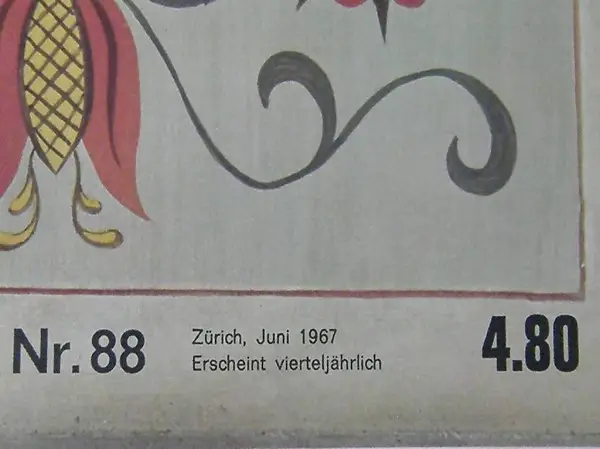 Nr. 88
Zürich, Juni 1967
Erscheint vierteljährlich
4.80